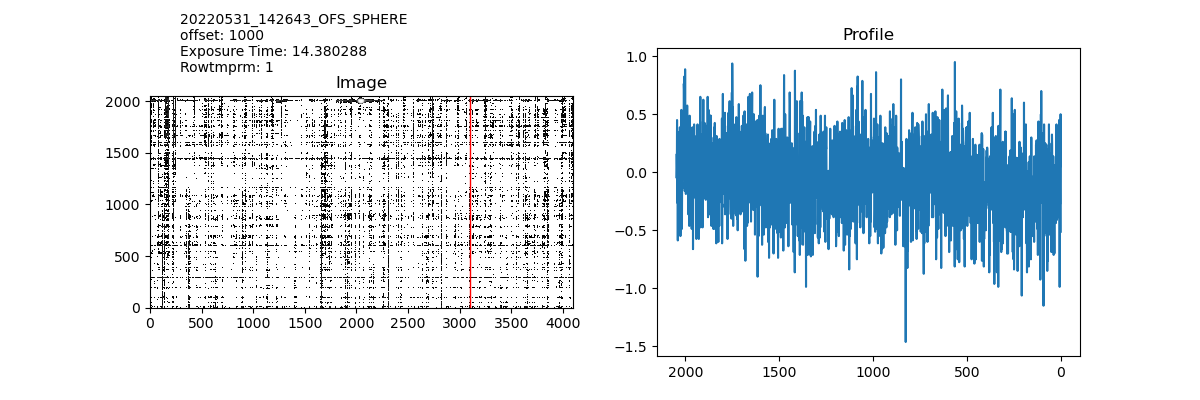 20220531_142643_OFS_SPHERE
offset: 1000
Exposure Time: 14.380288
Rowtmprm: 1
Image
2000
1500
1000
500
0
0 500 1000 1500 2000 2500 3000 3500 4000
Profile
1.0
0.5
0.0
−0.5
−1.0
−1.5
2000 1500 1000 500 0